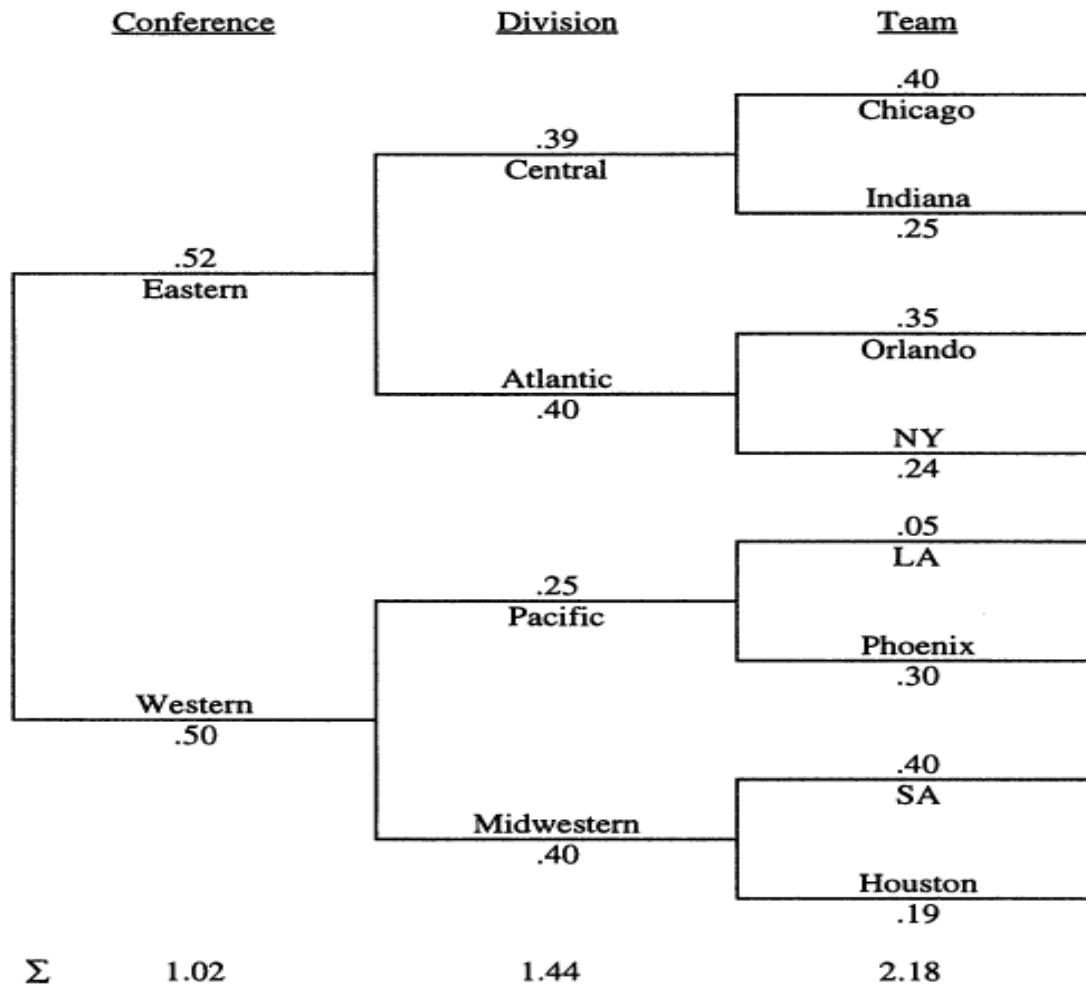 Conference Division Team
.40
Chicago
.39
Central
Indiana
.25
.52
Eastern
.35
Orlando
Atlantic
.40
NY
.24
.05
LA
.25
Pacific
Phoenix
.30
Western
.50
.40
SA
Midwestern
.40
Houston
.19
Σ 1.02 1.44 2.18